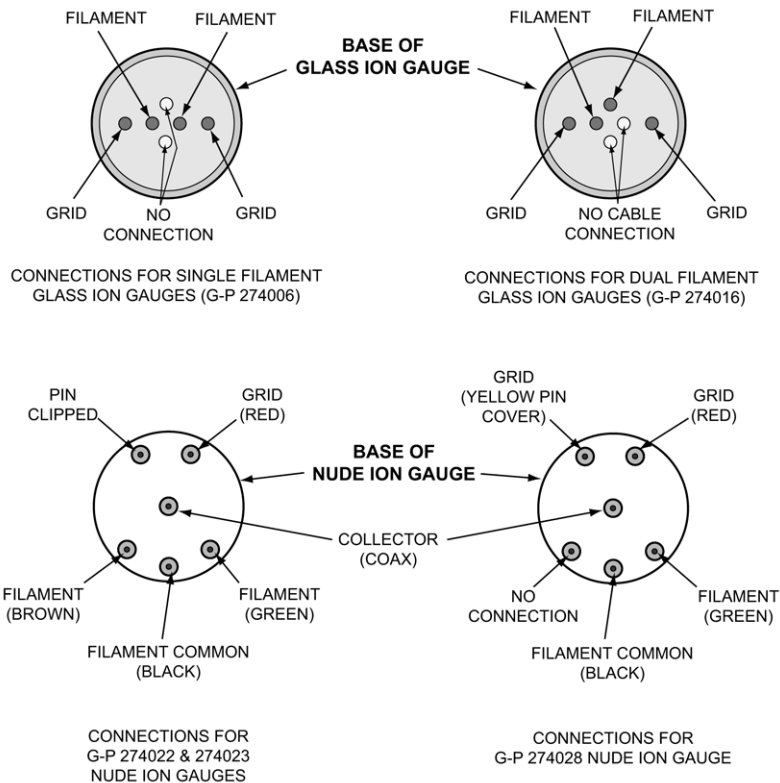 FILAMENT
FILAMENT
BASE OF
GLASS ION GAUGE
FILAMENT
FILAMENT
GRID
NO
CONNECTION
GRID
GRID
NO CABLE
CONNECTION
GRID
CONNECTIONS FOR SINGLE FILAMENT
GLASS ION GAUGES (G-P 274006)
CONNECTIONS FOR DUAL FILAMENT
GLASS ION GAUGES (G-P 274016)
PIN
CLIPPED
GRID
(RED)
GRID
(YELLOW PIN
COVER)
GRID
(RED)
BASE OF
NUDE ION GAUGE
COLLECTOR
(COAX)
FILAMENT
(BROWN)
FILAMENT
(GREEN)
FILAMENT COMMON
(BLACK)
NO
CONNECTION
FILAMENT
(GREEN)
FILAMENT COMMON
(BLACK)
CONNECTIONS FOR
G-P 274022 & 274023
NUDE ION GAUGES
CONNECTIONS FOR
G-P 274028 NUDE ION GAUGE